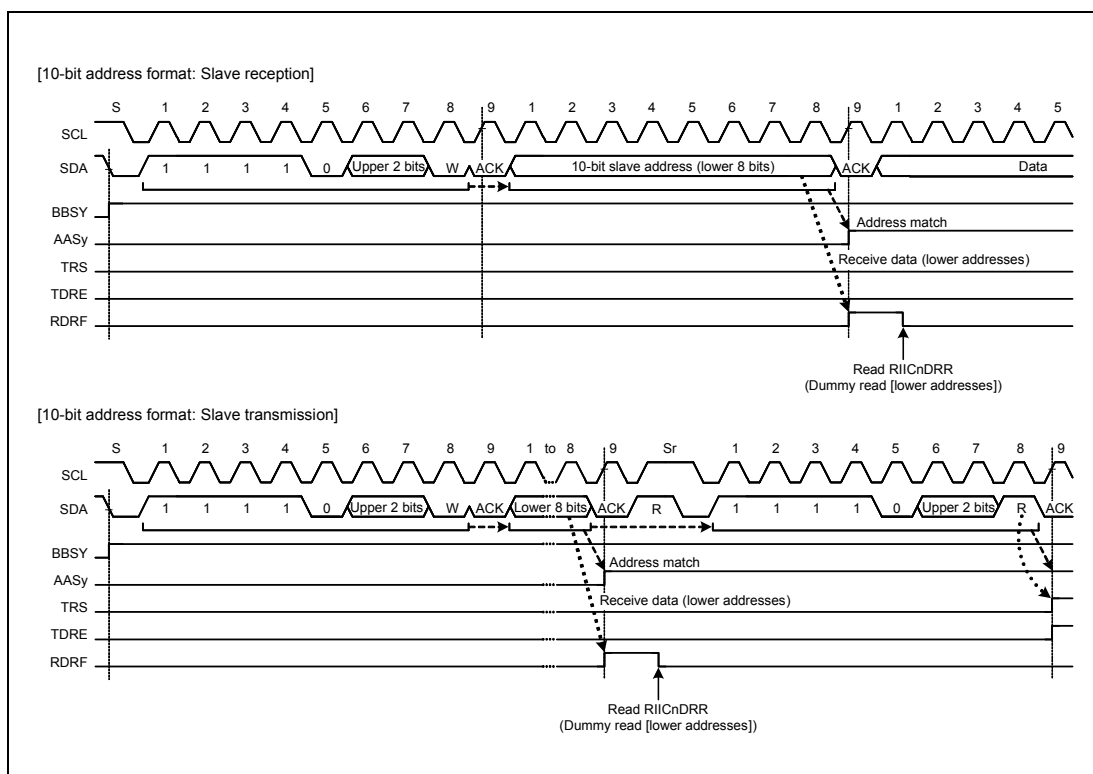 [10-bit address format: Slave reception]
S 1 2 3 4 5 6 7 8 9 1 2 3 4 5 6 7 8 9 1 2 3 4 5
SCL
SDA 1 1 1 1 0 Upper 2 bits W ACK 10-bit slave address (lower 8 bits) ACK Data
BBSY
Address match
AASy
Receive data (lower addresses)
TRS
TDRE
RDRF
Read RIICnDRR
(Dummy read [lower addresses])
[10-bit address format: Slave transmission]
S 1 2 3 4 5 6 7 8 9 1 to 8 9 Sr 1 2 3 4 5 6 7 8 9
SCL
SDA 1 1 1 1 0 Upper 2 bits W ACK Lower 8 bits ACK R 1 1 1 1 0 Upper 2 bits R ACK
BBSY
Address match
AASy
Receive data (lower addresses)
TRS
TDRE
RDRF
Read RIICnDRR
(Dummy read [lower addresses])